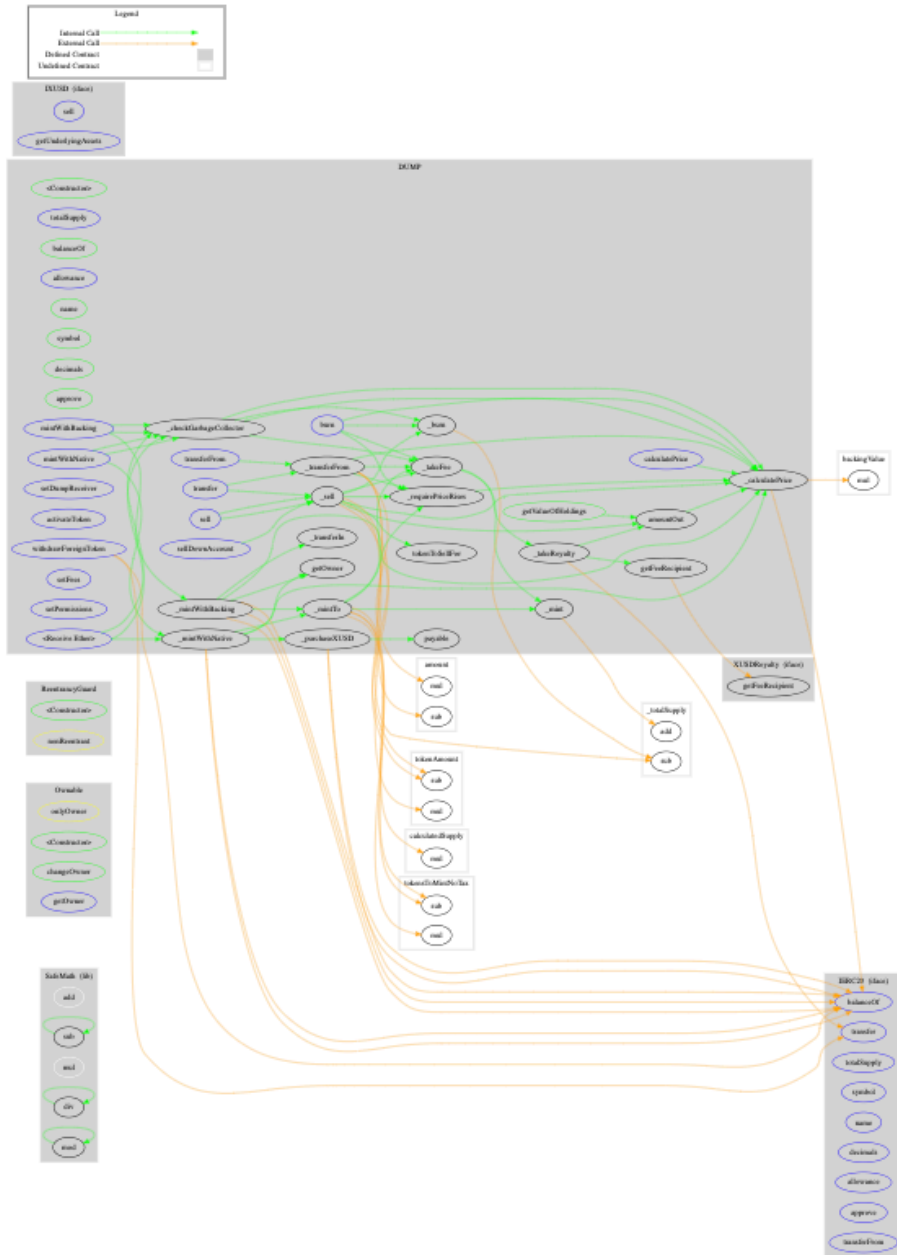 Legend
Internal Call
External Call
Defined Contract
Undefined Contract
IXUSD (iface)
sell
getUnderlyingAssets
DUMP
<Constructor>
totalSupply
balanceOf
allowance
name
symbol
decimals
approve
mintWithBacking
mintWithNative
setDumpReceiver
activateToken
withdrawForeignToken
setFees
setPermissions
<Receive Ether>
_checkGarbageCollector
transferFrom
transfer
sell
sellDownAccount
_mintWithBacking
_mintWithNative
burn
_transferFrom
_sell
_transferIn
getOwner
_mintTo
_purchaseXUSD
_burn
_takeFee
_requirePriceRises
tokenToSellFor
payable
getValueOfHoldings
_takeRoyalty
_mint
calculatePrice
amountOut
getFeeRecipient
_calculatePrice
backingValue
mul
ReentrancyGuard
<Constructor>
nonReentrant
amount
mul
sub
_totalSupply
add
sub
XUSDRoyalty (iface)
getFeeRecipient
Ownable
onlyOwner
<Constructor>
changeOwner
getOwner
tokenAmount
sub
mul
calculatedSupply
mul
tokensToMintNoTax
sub
mul
SafeMath (lib)
add
sub
mul
div
mod
IERC20 (iface)
balanceOf
transfer
totalSupply
symbol
name
decimals
allowance
approve
transferFrom